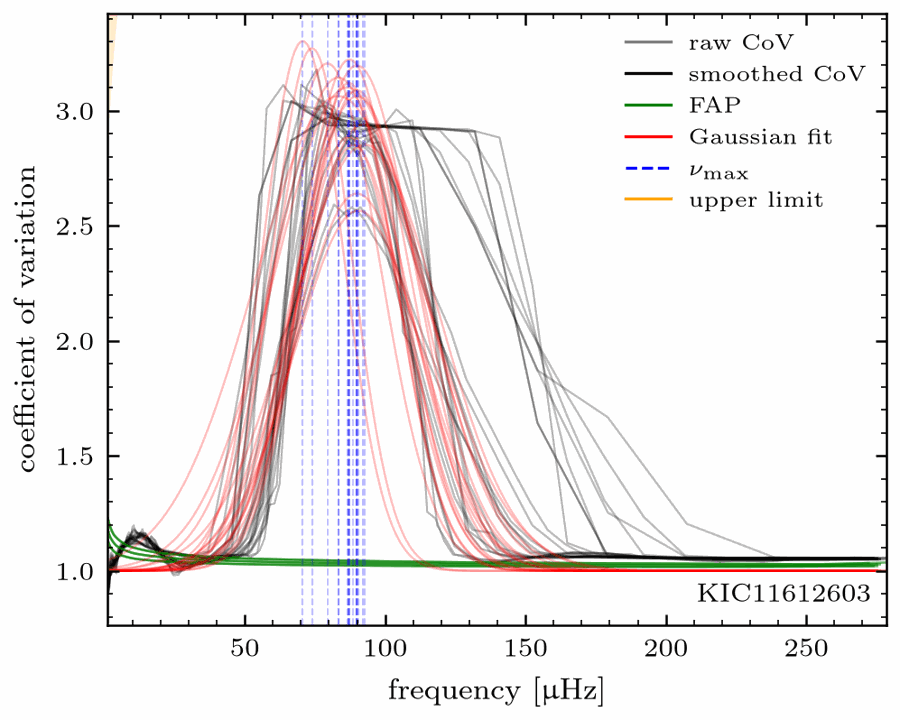 raw CoV
smoothed CoV
FAP
Gaussian fit
νmax
upper limit
3.0
2.5
2.0
1.5
1.0
coefficient of variation
KIC11612603
50 100 150 200 250
frequency [μHz]